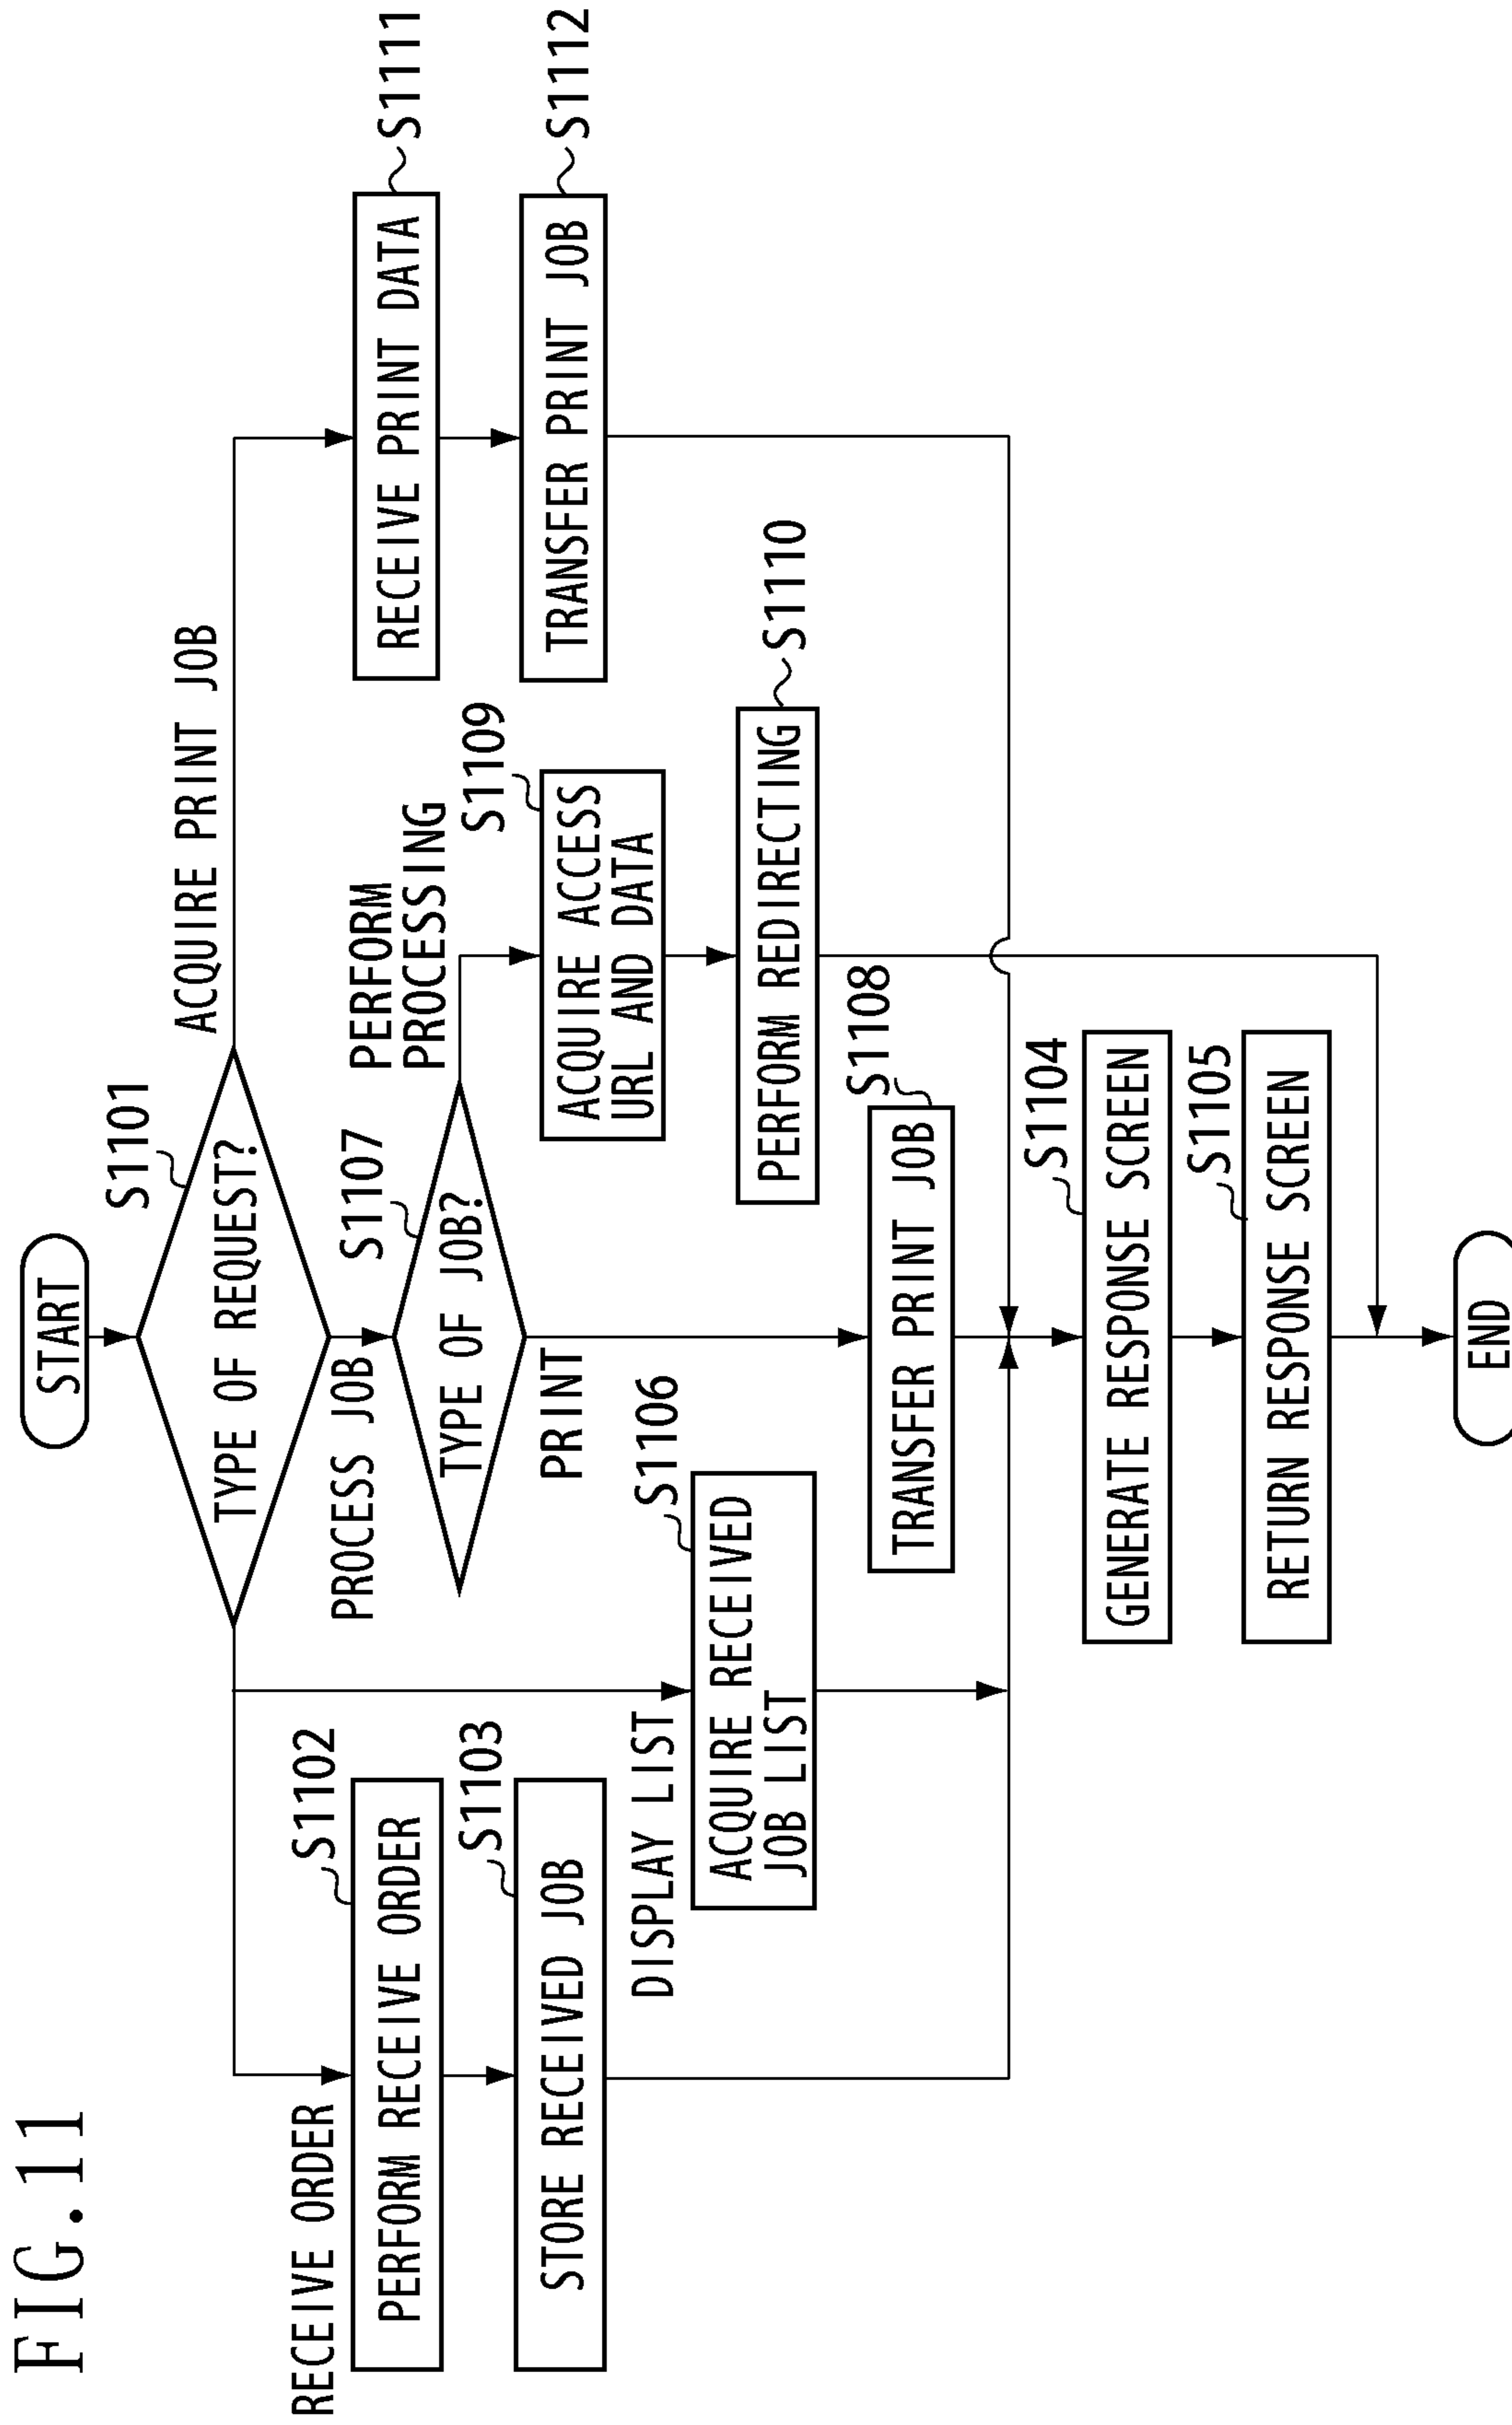 FIG.11
START
S1101
TYPE OF REQUEST?
ACQUIRE PRINT JOB
RECEIVE ORDER
S1102
PERFORM RECEIVE ORDER
S1103
STORE RECEIVED JOB
DISPLAY LIST
S1106
ACQUIRE RECEIVED
JOB LIST
PROCESS JOB
S1107
TYPE OF JOB?
PRINT
PERFORM
PROCESSING
S1109
ACQUIRE ACCESS
URL AND DATA
PERFORM REDIRECTING
S1110
RECEIVE PRINT DATA
S1111
TRANSFER PRINT JOB
S1112
S1108
TRANSFER PRINT JOB
S1104
GENERATE RESPONSE SCREEN
S1105
RETURN RESPONSE SCREEN
END